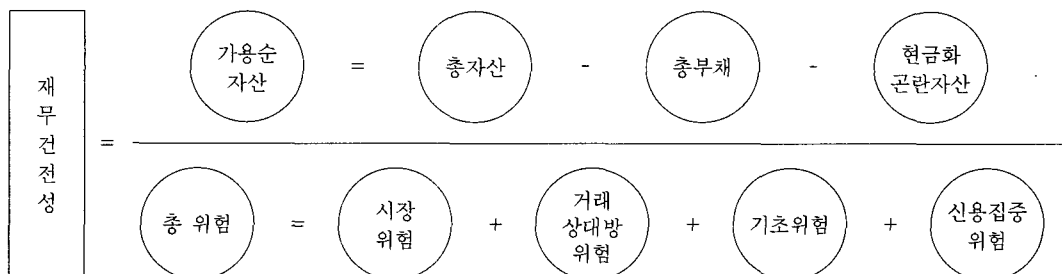 재
무
건
전
성
=
가용순
자산
=
총자산
-
총부채
-
현금화
곤란자산
총 위험
=
시장
위험
+
거래
상대방
위험
+
기초위험
+
신용집중
위험